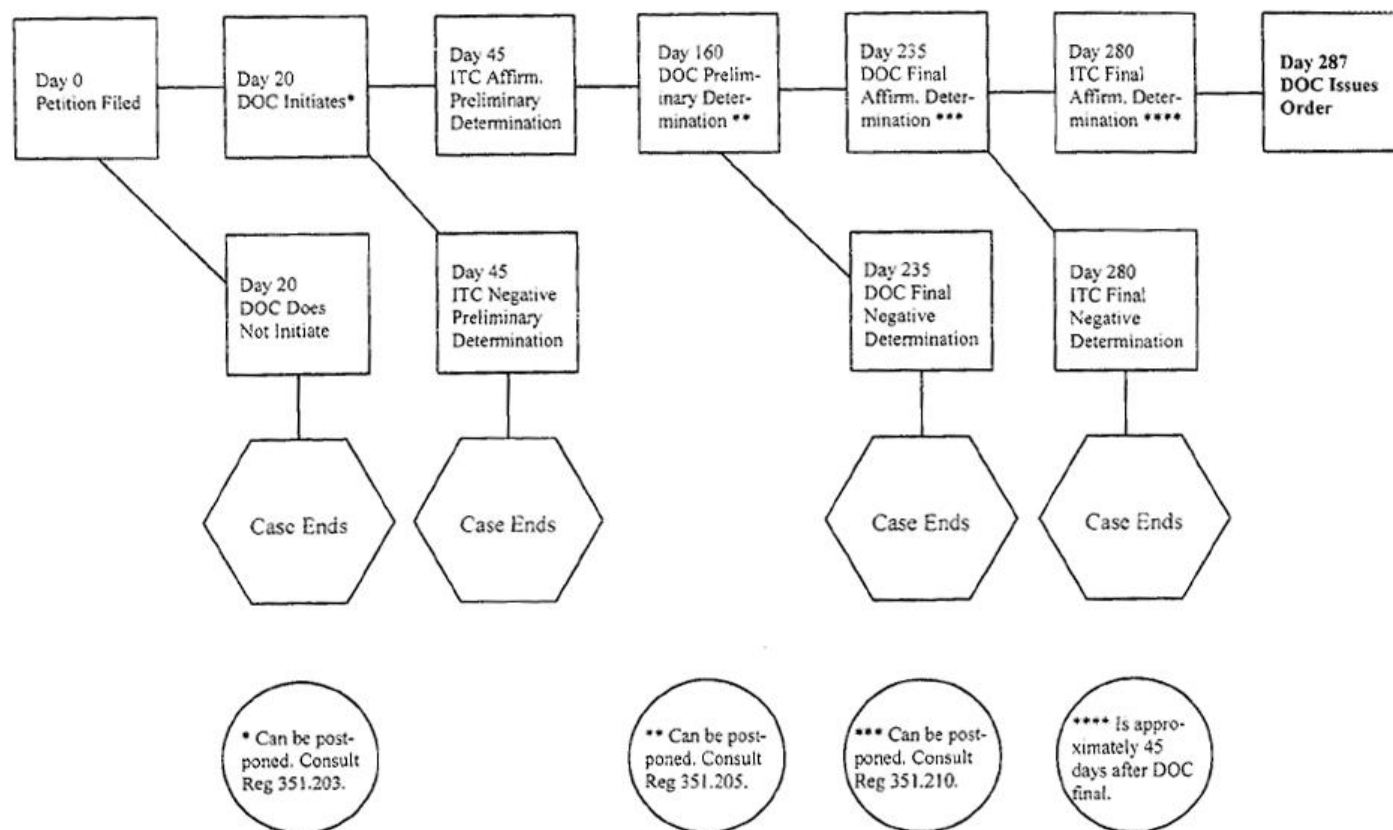 Day 0
Petition Filed
Day 20
DOC Initiates*
Day 45
ITC Affirm.
Preliminary
Determination
Day 160
DOC Prelim-
inary Deter-
mination **
Day 235
DOC Final
Affirm. Deter-
mination ***
Day 280
ITC Final
Affirm. Deter-
mination ****
Day 287
DOC Issues
Order
Day 20
DOC Does
Not Initiate
Day 45
ITC Negative
Preliminary
Determination
Day 235
DOC Final
Negative
Determination
Day 280
ITC Final
Negative
Determination
Case Ends
Case Ends
Case Ends
Case Ends
* Can be post-
poned. Consult
Reg 351.203.
** Can be post-
poned. Consult
Reg 351.205.
*** Can be post-
poned. Consult
Reg 351.210.
**** Is appro-
ximately 45
days after DOC
final.